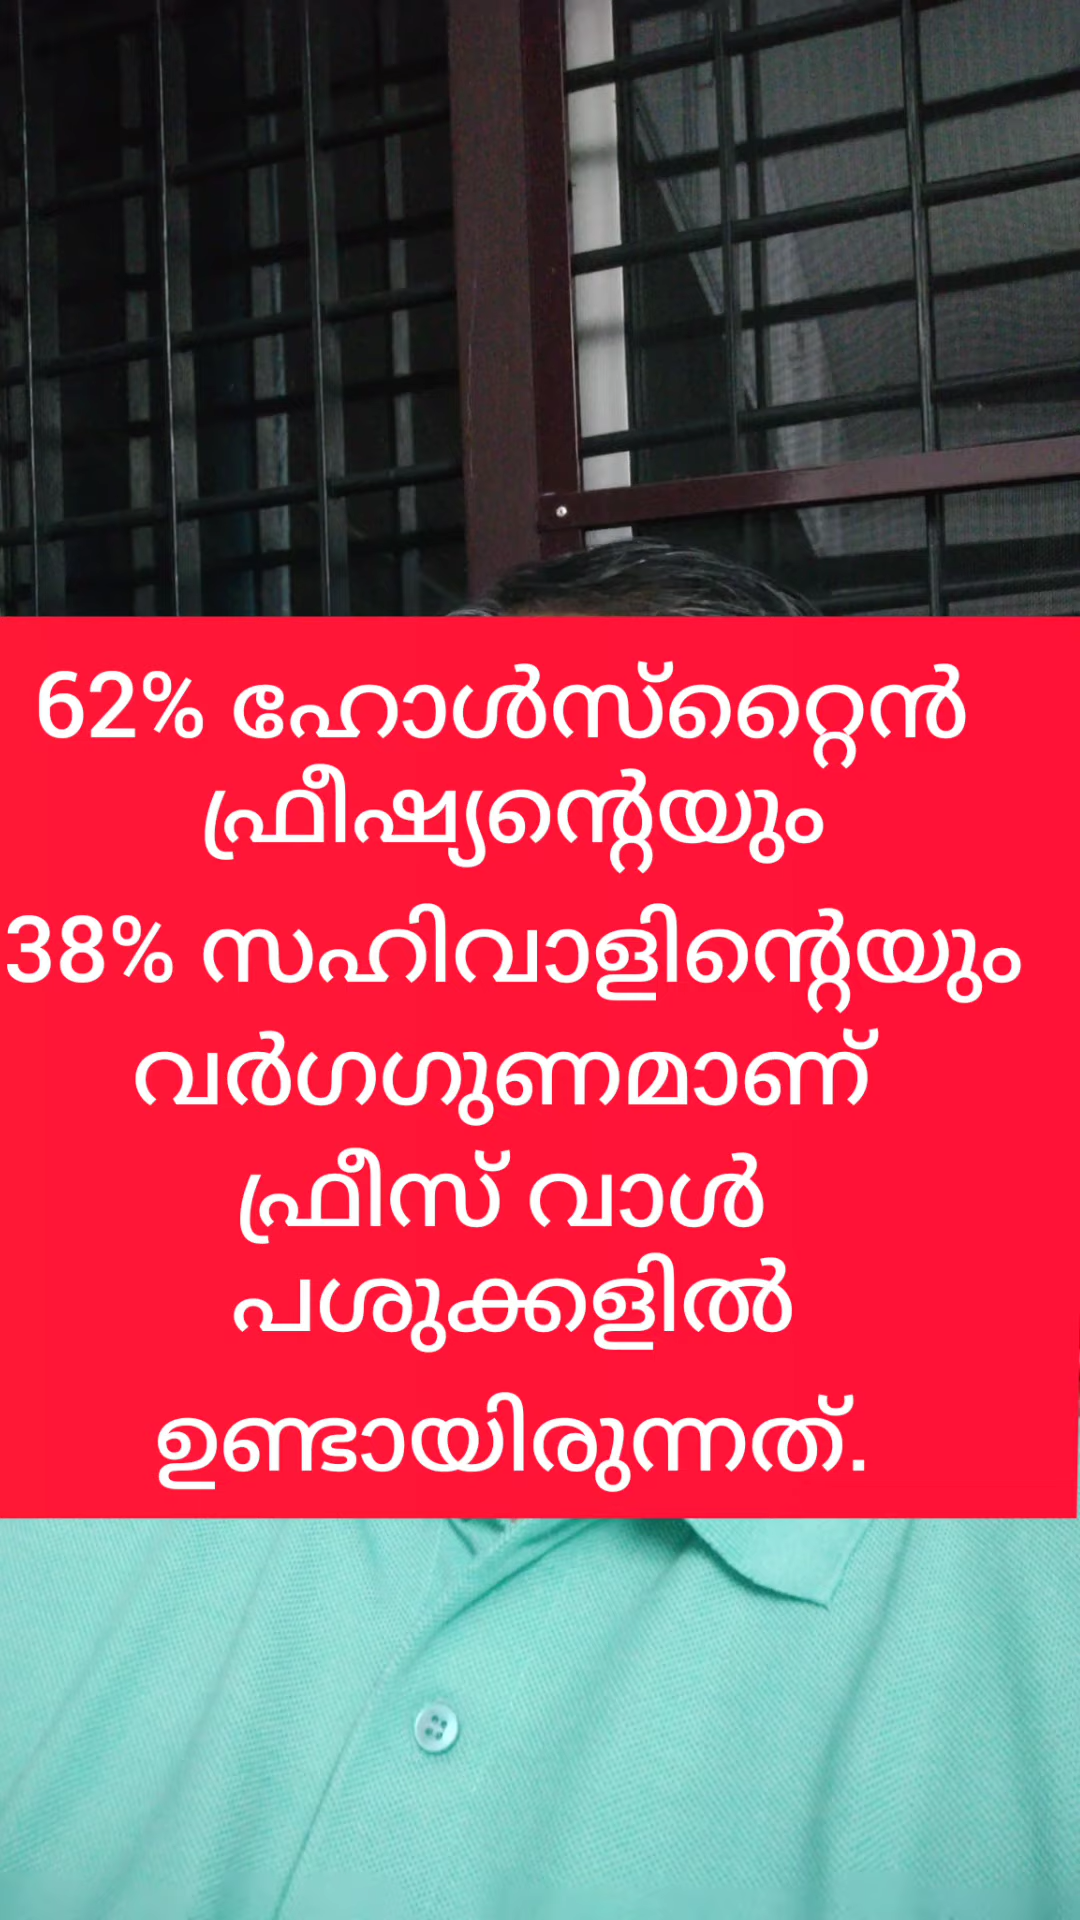 62% ഹോൾസ്റ്റൈൻ
ഫ്രീഷ്യന്റെയും
38% സഹിവാളിന്റെയും
വർഗഗുണമാണ്
ഫ്രീസ് വാൾ
പശുക്കളിൽ
ഉണ്ടായിരുന്നത്.